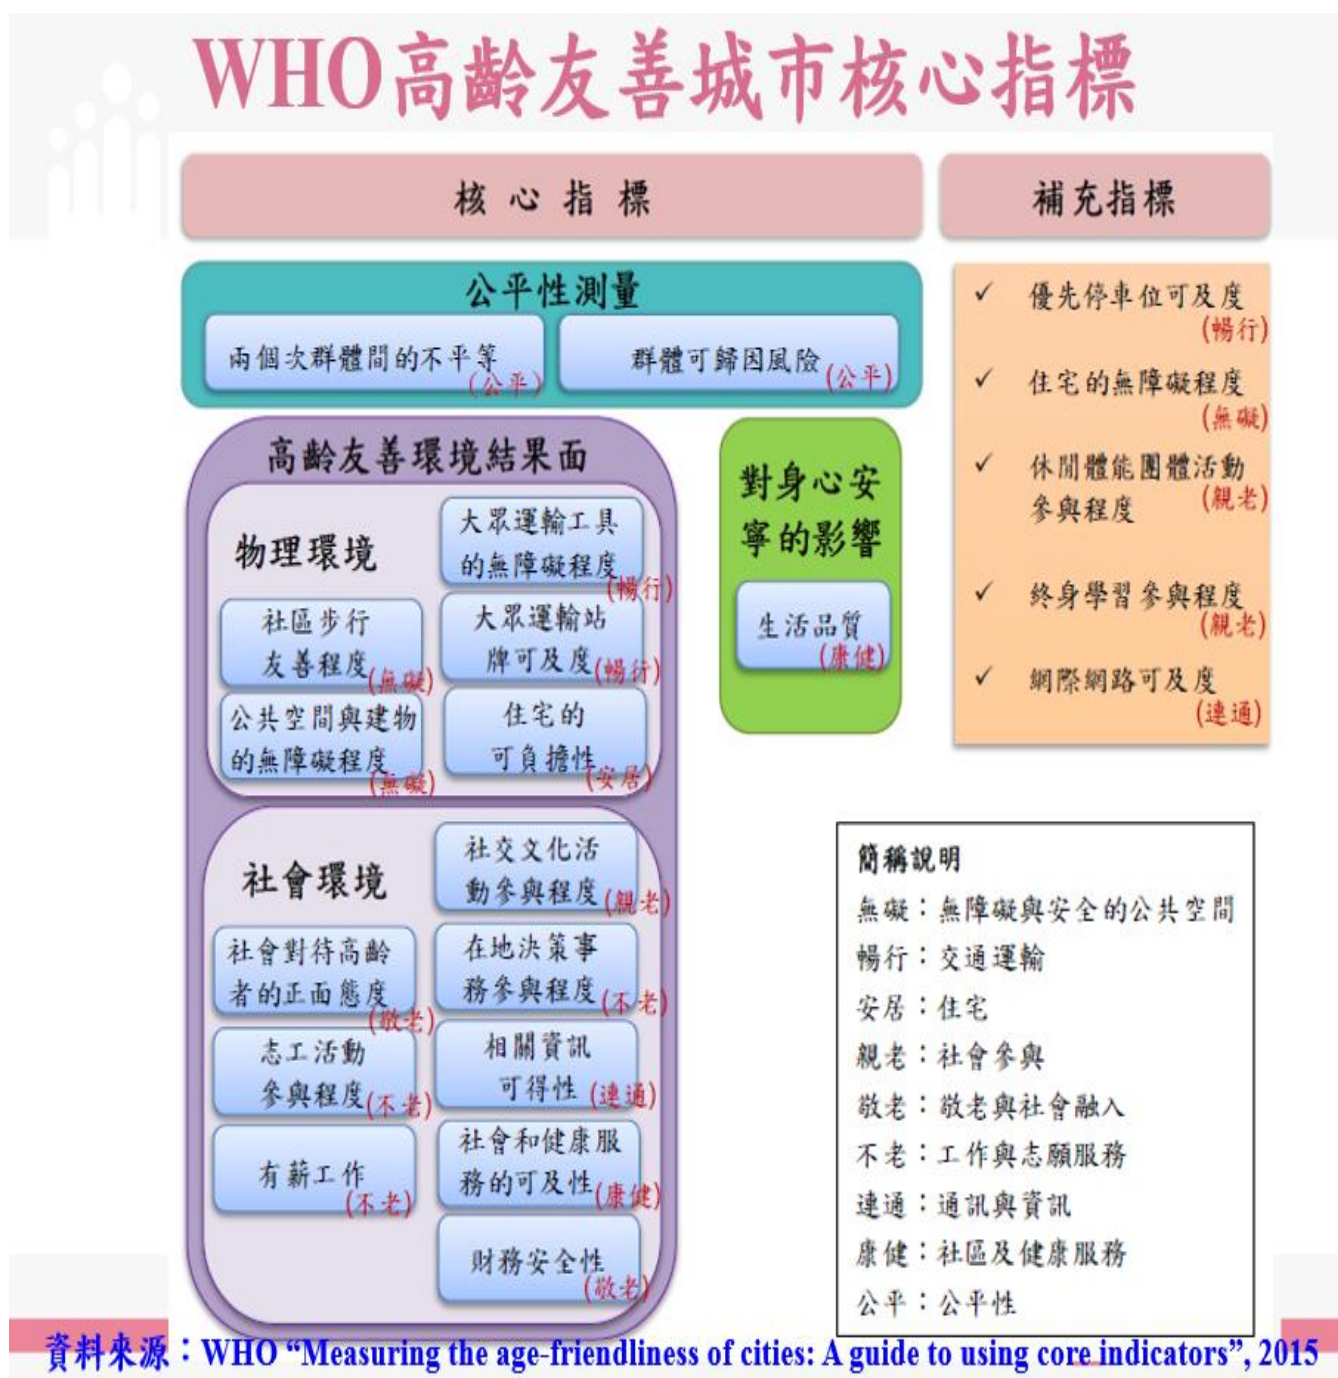 WHO高齡友善城市核心指標
核心指標
補充指標
公平性測量
兩個次群體間的不平等
(公平)
群體可歸因風險
(公平)
高齡友善環境結果面
物理環境
大眾運輸工具
的無障礙程度
(暢行)
社區步行
友善程度
(無礙)
大眾運輸站
牌可及度
(暢行)
公共空間與建物
的無障礙程度
(無礙)
住宅的
可負擔性
(安居)
社會環境
社交文化活
動參與程度
(親老)
社會對待高齡
者的正面態度
(敬老)
在地決策事
務參與程度
(不老)
志工活動
參與程度
(不老)
相關資訊
可得性
(連通)
有薪工作
(不老)
社會和健康服
務的可及性
(康健)
財務安全性
(敬老)
對身心安
寧的影響
生活品質
(康健)
✓ 優先停車位可及度
(暢行)
✓ 住宅的無障礙程度
(無礙)
✓ 休閒體能團體活動
參與程度
(親老)
✓ 終身學習參與程度
(親老)
✓ 網際網路可及度
(連通)
簡稱說明
無礙：無障礙與安全的公共空間
暢行：交通運輸
安居：住宅
親老：社會參與
敬老：敬老與社會融入
不老：工作與志願服務
連通：通訊與資訊
康健：社區及健康服務
公平：公平性
資料來源：WHO “Measuring the age-friendliness of cities: A guide to using core indicators”, 2015